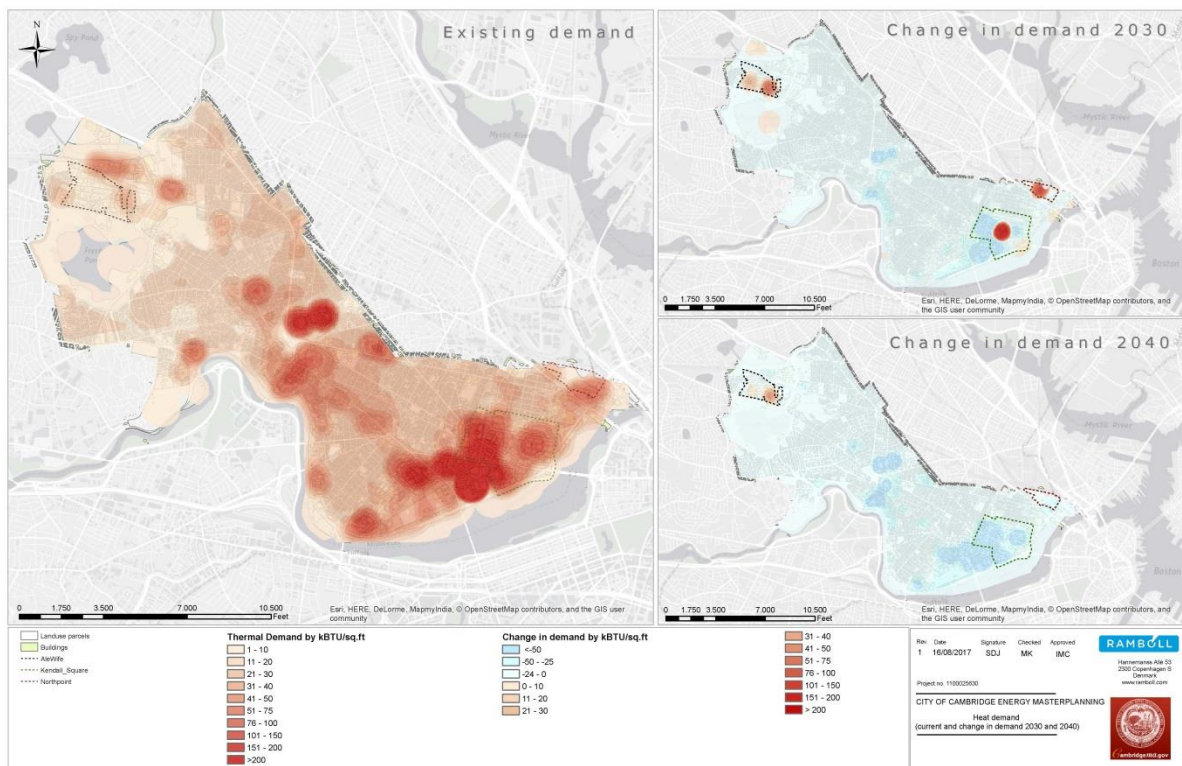 N
Existing demand
Spy Pond
Mystic River
Fresh
Pond
0 1.750 3.500 7.000 10.500
Feet
Esri, HERE, DeLorme, MapmyIndia, © OpenStreetMap contributors, and the GIS user
community
Change in demand 2030
Mystic River
Boston
0 1.750 3.500 7.000 10.500
Feet
Esri, HERE, DeLorme, MapmyIndia, © OpenStreetMap contributors, and
the GIS user community
Change in demand 2040
Mystic River
Boston
0 1.750 3.500 7.000 10.500
Feet
Esri, HERE, DeLorme, MapmyIndia, © OpenStreetMap contributors, and
the GIS user community
Landuse parcels
Buildings
AleWife
Kendall_Square
Northpoint
Thermal Demand by kBTU/sq.ft
1 - 10
11 - 20
21 - 30
31 - 40
41 - 50
51 - 75
76 - 100
101 - 150
151 - 200
>200
Change in demand by kBTU/sq.ft
<-50
-50 - -25
-24 - 0
0 - 10
11 - 20
21 - 30
31 - 40
41 - 50
51 - 75
76 - 100
101 - 150
151 - 200
> 200
Rev. Date Signature Checked Approved
1 16/08/2017 SDJ MK IMC
RAMBOLL
Hannemanns Allé 53
2300 Copenhagen S
Denmark
www.ramboll.com
Project no. 1100025630
CITY OF CAMBRIDGE ENERGY MASTERPLANNING
Heat demand
(current and change in demand 2030 and 2040)
CambridgeMA.gov